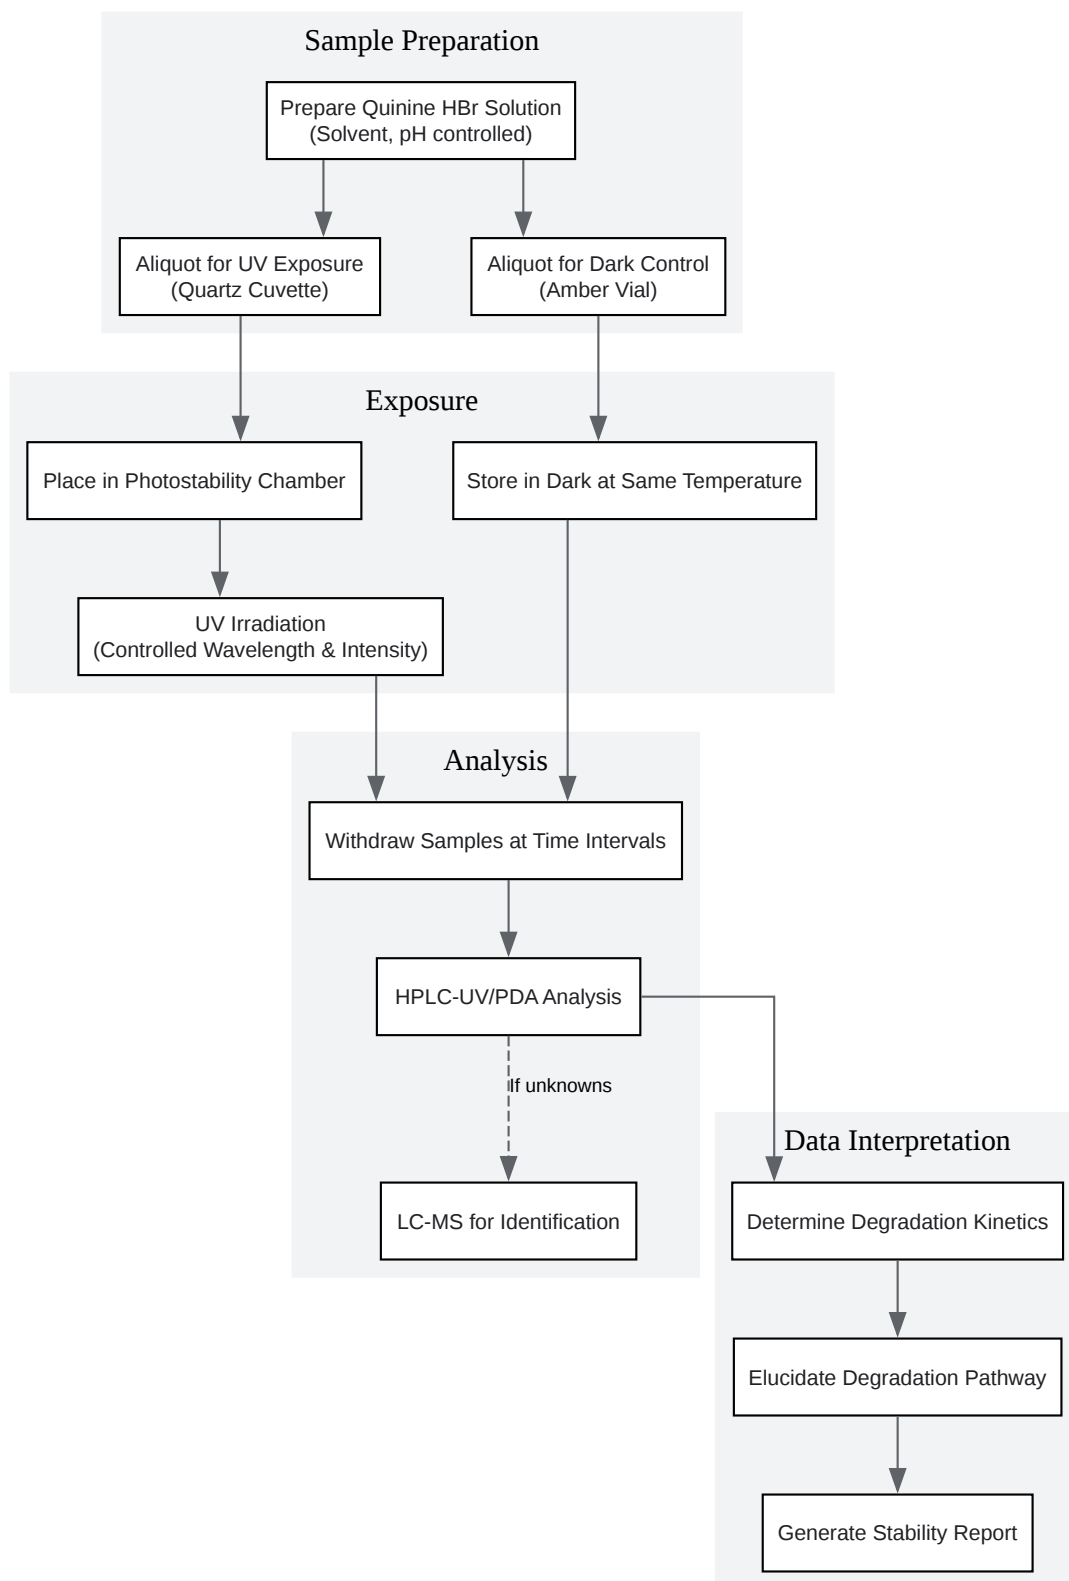 Sample Preparation
Prepare Quinine HBr Solution
(Solvent, pH controlled)
Aliquot for UV Exposure
(Quartz Cuvette)
Aliquot for Dark Control
(Amber Vial)
Exposure
Place in Photostability Chamber
Store in Dark at Same Temperature
UV Irradiation
(Controlled Wavelength & Intensity)
Analysis
Withdraw Samples at Time Intervals
HPLC-UV/PDA Analysis
If unknowns
LC-MS for Identification
Data Interpretation
Determine Degradation Kinetics
Elucidate Degradation Pathway
Generate Stability Report